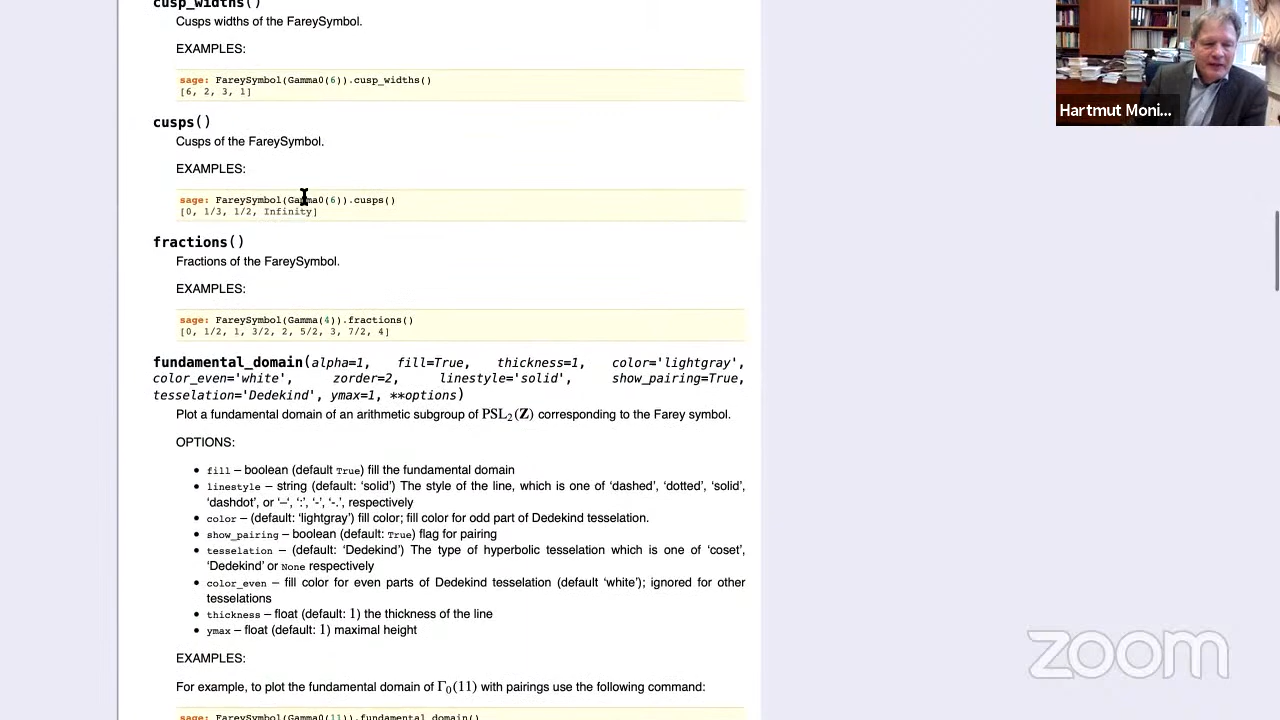 cusp_widths()
Cusps widths of the FareySymbol.
EXAMPLES:
sage: FareySymbol(Gamma0(6)).cusp_widths()
[6, 2, 3, 1]
cusps()
Cusps of the FareySymbol.
EXAMPLES:
sage: FareySymbol(Gamma0(6)).cusps()
[0, 1/3, 1/2, Infinity]
fractions()
Fractions of the FareySymbol.
EXAMPLES:
sage: FareySymbol(Gamma(4)).fractions()
[0, 1/2, 1, 3/2, 2, 5/2, 3, 7/2, 4]
fundamental_domain(alpha=1, fill=True, thickness=1, color='lightgray',
color_even='white', zorder=2, linestyle='solid', show_pairing=True,
tesselation='Dedekind', ymax=1, **options)
Plot a fundamental domain of an arithmetic subgroup of PSL₂(Z) corresponding to the Farey symbol.
OPTIONS:
• fill – boolean (default True) fill the fundamental domain
• linestyle – string (default: 'solid') The style of the line, which is one of 'dashed', 'dotted', 'solid',
'dashdot', or '–', ':', '-', '-.', respectively
• color – (default: 'lightgray') fill color; fill color for odd part of Dedekind tesselation.
• show_pairing – boolean (default: True) flag for pairing
• tesselation – (default: 'Dedekind') The type of hyperbolic tesselation which is one of 'coset',
'Dedekind' or None respectively
• color_even – fill color for even parts of Dedekind tesselation (default 'white'); ignored for other
tesselations
• thickness – float (default: 1) the thickness of the line
• ymax – float (default: 1) maximal height
EXAMPLES:
For example, to plot the fundamental domain of Γ₀(11) with pairings use the following command:
sage: FareySymbol(Gamma0(11)).fundamental_domain()
Hartmut Moni...
zoom